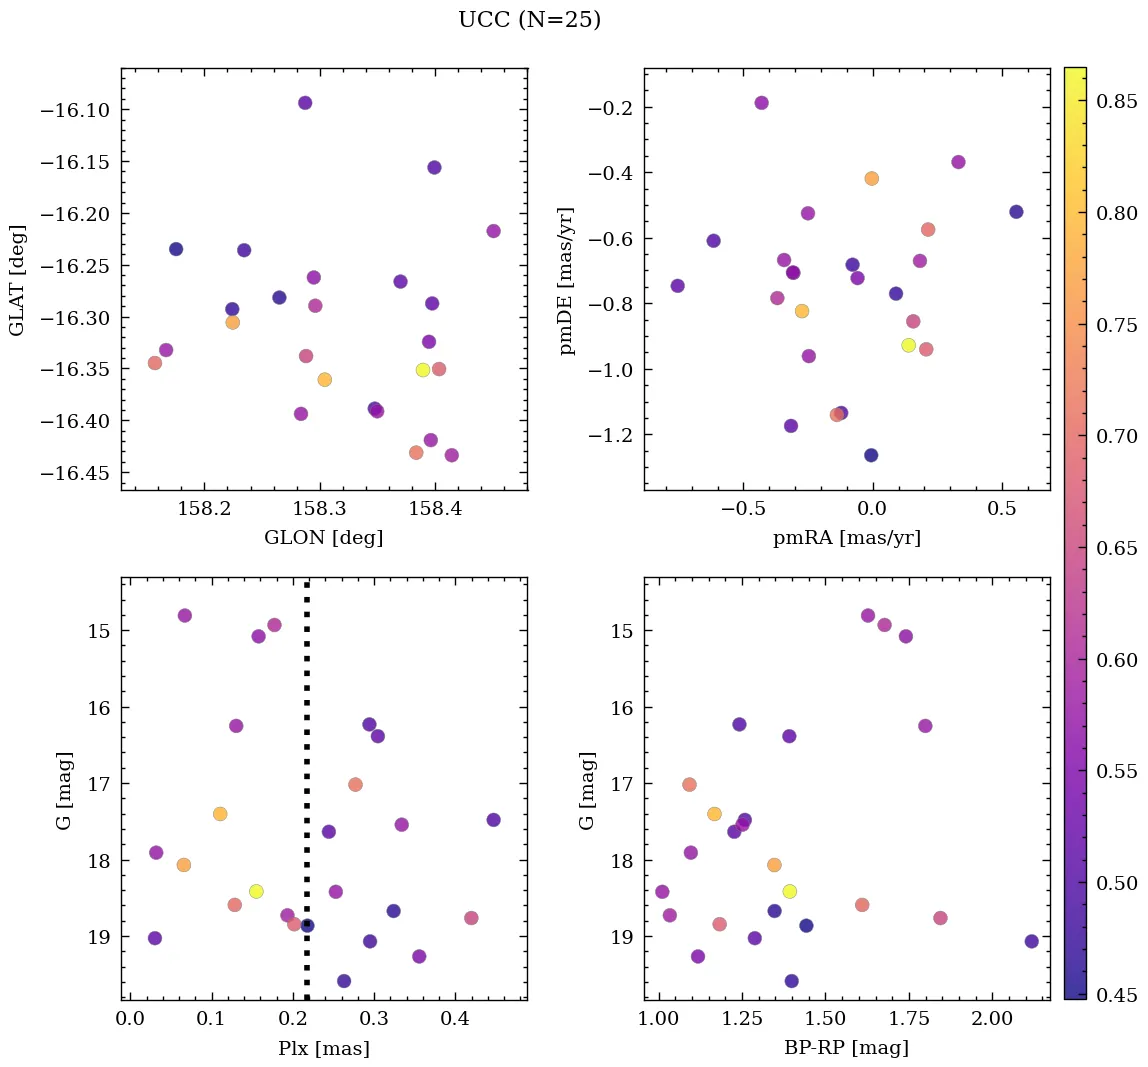 UCC (N=25)
−16.10
−16.15
−16.20
−16.25
−16.30
−16.35
−16.40
−16.45
GLAT [deg]
158.2 158.3 158.4
GLON [deg]
−0.2
−0.4
−0.6
−0.8
−1.0
−1.2
pmDE [mas/yr]
−0.5 0.0 0.5
pmRA [mas/yr]
15
16
17
18
19
G [mag]
0.0 0.1 0.2 0.3 0.4
Plx [mas]
15
16
17
18
19
G [mag]
1.00 1.25 1.50 1.75 2.00
BP-RP [mag]
0.85
0.80
0.75
0.70
0.65
0.60
0.55
0.50
0.45